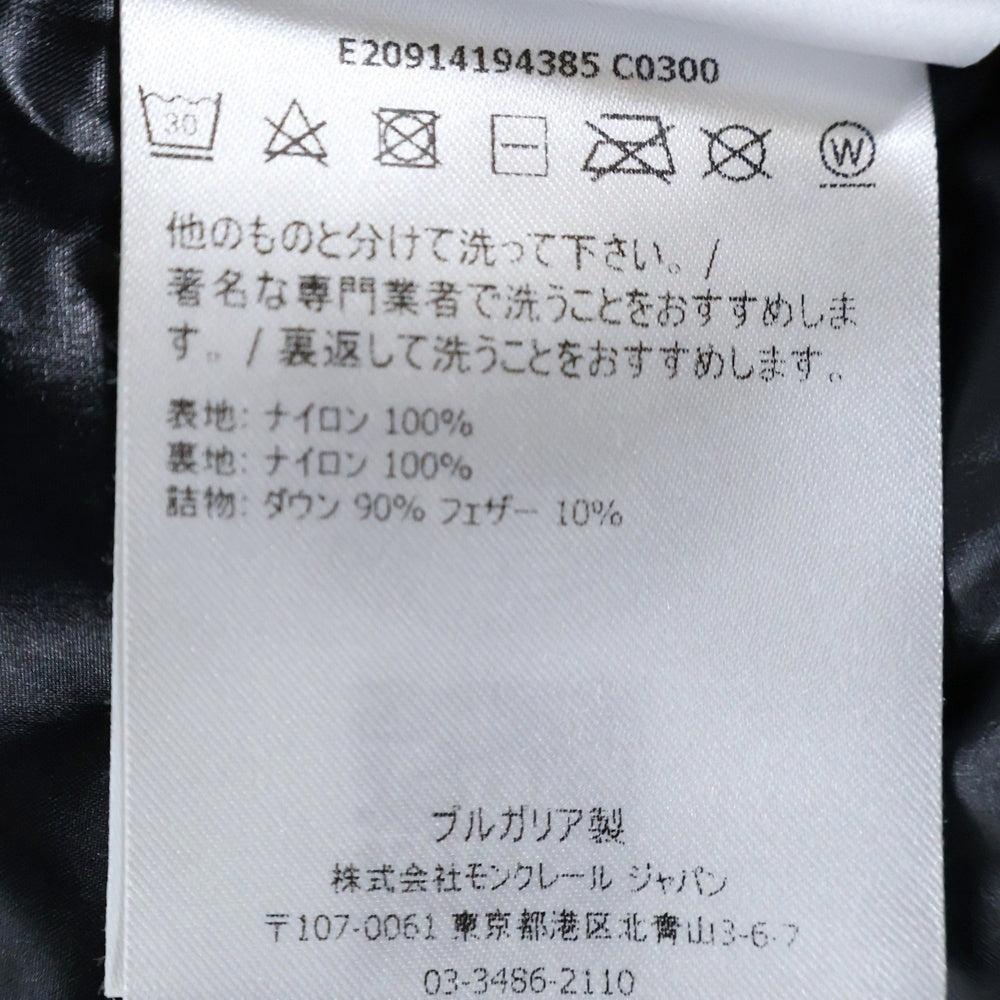 E20914194385 C0300
30
W
他のものと分けて洗って下さい。/
著名な専門業者で洗うことをおすすめしま
す。/ 裏返して洗うことをおすすめします。
表地: ナイロン 100%
裏地: ナイロン 100%
詰物: ダウン 90% フェザー 10%
ブルガリア製
株式会社モンクレール ジャパン
〒107-0061 東京都港区北青山3-6-7
03-3486-2110